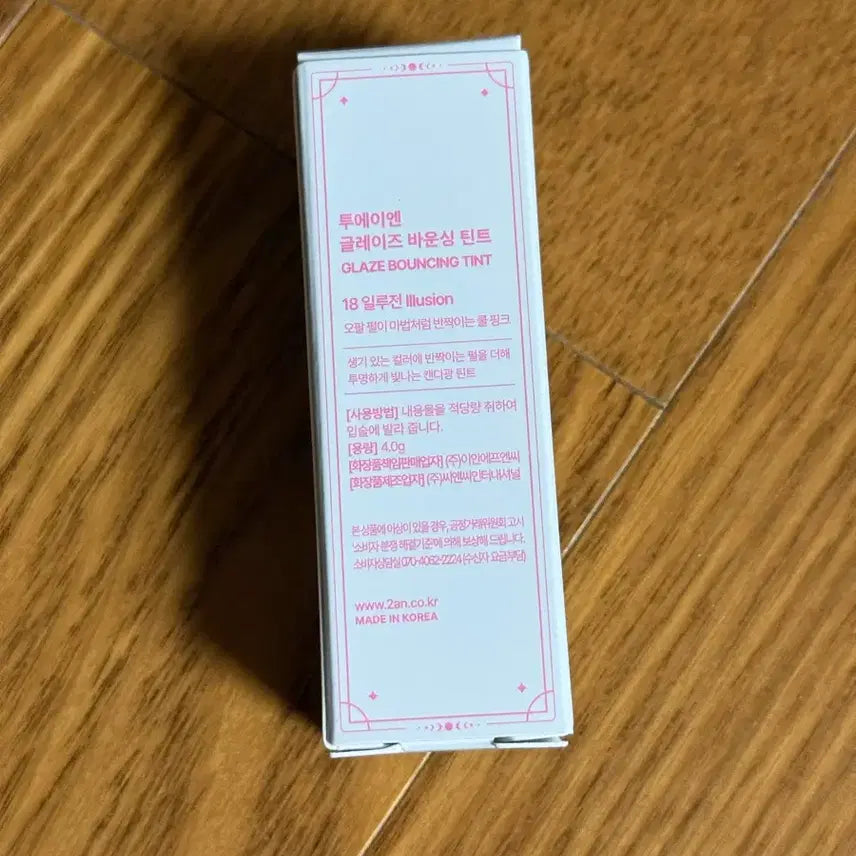 투에이엔
글레이즈 바운싱 틴트
GLAZE BOUNCING TINT
18 일루전 Illusion
오팔 펄이 마법처럼 반짝이는 쿨 핑크
생기 있는 컬러에 반짝이는 펄을 더해
투명하게 빛나는 캔디광 틴트
[사용방법] 내용물을 적당량 취하여
입술에 발라 줍니다.
[용량] 4.0g
[화장품책임판매업자] (주)이안에프엔씨
[화장품제조업자] (주)씨엔씨인터내셔널
본 상품에 이상이 있을 경우, 공정거래위원회 고시
'소비자 분쟁 해결기준'에 의해 보상해 드립니다.
소비자상담실 070-4062-2224 (수신자 요금부담)
www.2an.co.kr
MADE IN KOREA